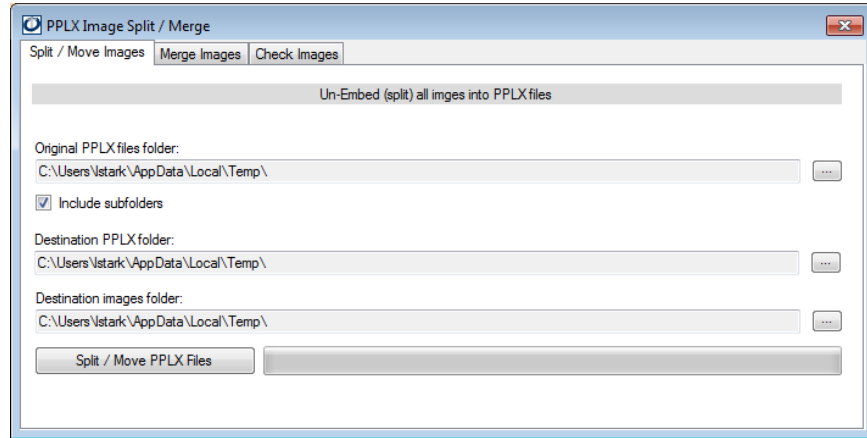 PPLX Image Split / Merge
Split / Move Images Merge Images Check Images
Un-Embed (split) all imges into PPLX files
Original PPLX files folder:
C:\Users\lstark\AppData\Local\Temp\
...
Include subfolders
Destination PPLX folder:
C:\Users\lstark\AppData\Local\Temp\
...
Destination images folder:
C:\Users\lstark\AppData\Local\Temp\
...
Split / Move PPLX Files